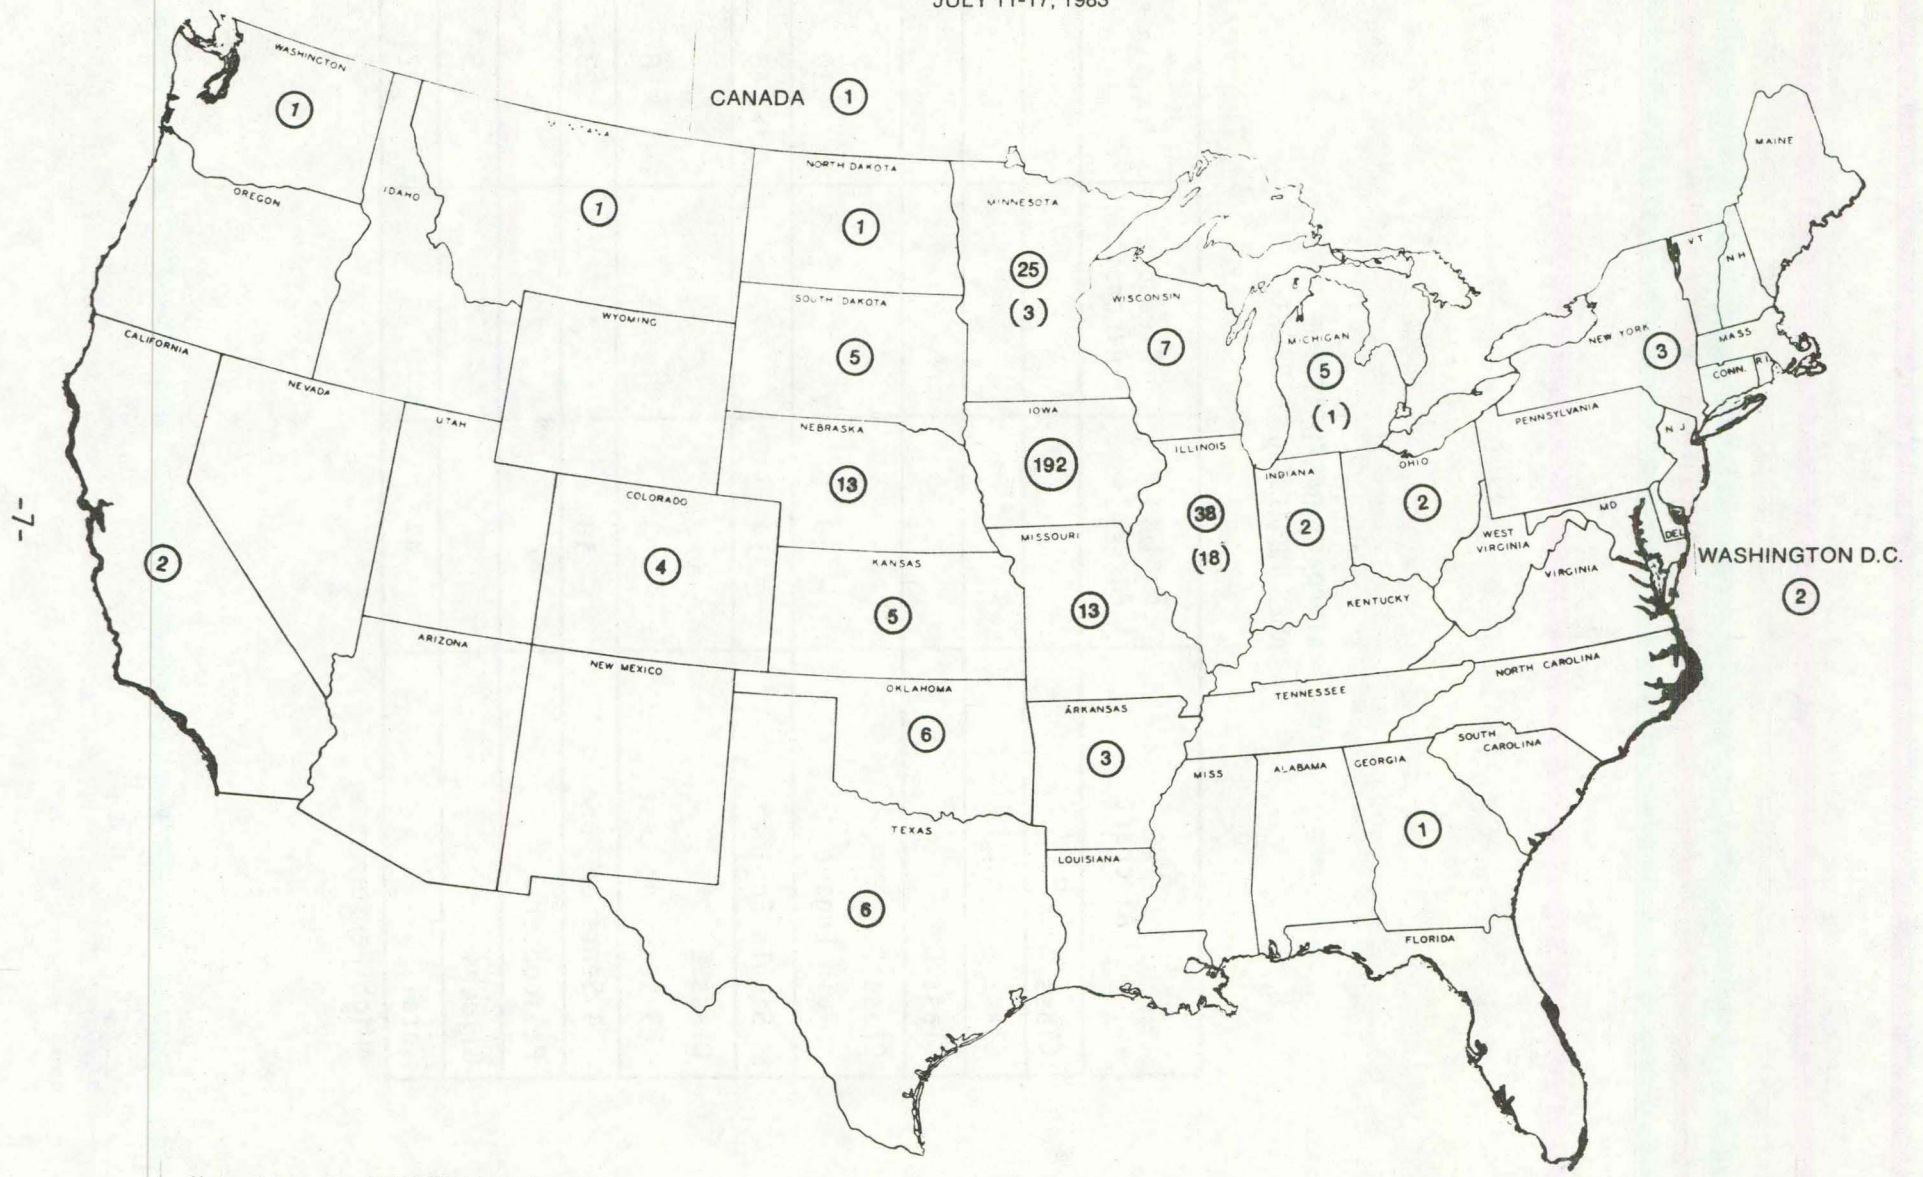 JULY 11-17, 1983
WASHINGTON
1
CANADA 1
MONTANA
1
NORTH DAKOTA
1
MINNESOTA
25
(3)
MAINE
OREGON
IDAHO
VT
N H
SOUTH DAKOTA
5
WISCONSIN
7
MICHIGAN
5
(1)
NEW YORK
3
MASS
CONN.
R I
WYOMING
CALIFORNIA
2
NEVADA
UTAH
NEBRASKA
13
IOWA
192
ILLINOIS
38
(18)
INDIANA
2
OHIO
2
PENNSYLVANIA
N J
COLORADO
4
KANSAS
5
MISSOURI
13
WEST
VIRGINIA
VIRGINIA
MD
DEL
WASHINGTON D.C.
2
KENTUCKY
ARIZONA
NEW MEXICO
OKLAHOMA
6
ARKANSAS
3
TENNESSEE
NORTH CAROLINA
SOUTH
CAROLINA
MISS
ALABAMA
GEORGIA
1
TEXAS
6
LOUISIANA
FLORIDA
-7-